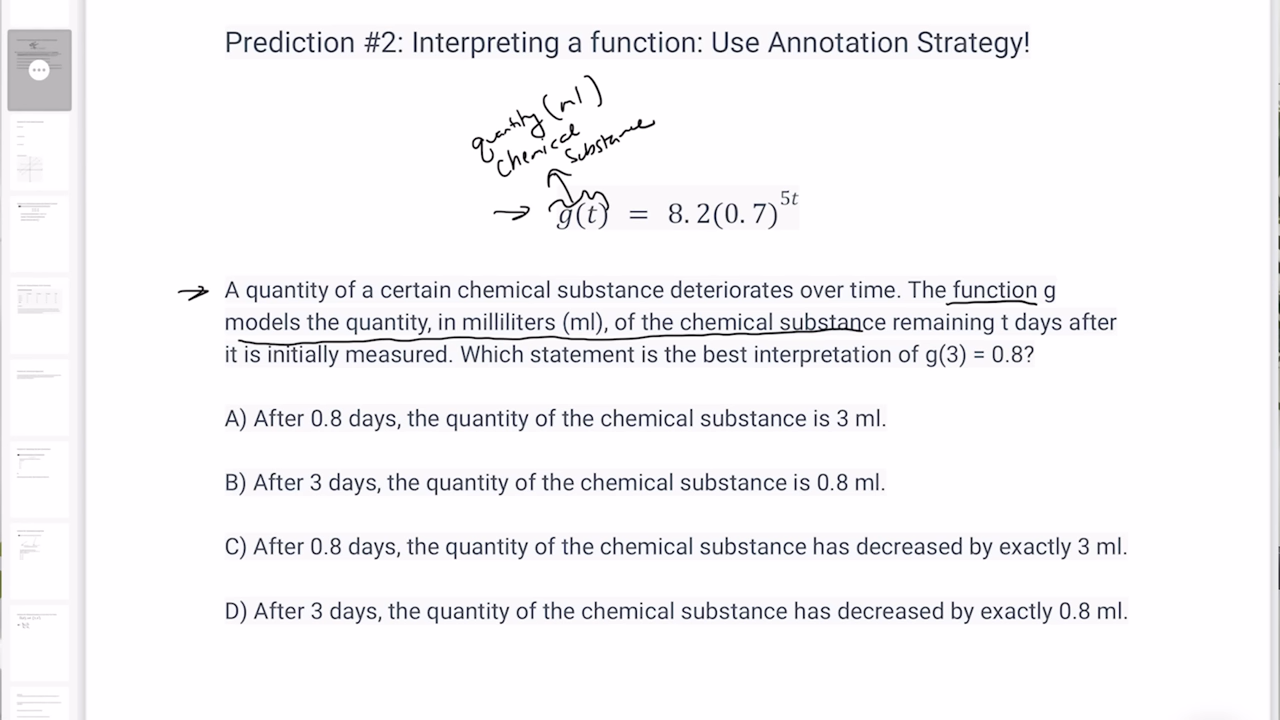 Prediction #2: Interpreting a function: Use Annotation Strategy!
quantity (ml)
chemical
substance
g(t) = 8.2(0.7)^5t
A quantity of a certain chemical substance deteriorates over time. The function g
models the quantity, in milliliters (ml), of the chemical substance remaining t days after
it is initially measured. Which statement is the best interpretation of g(3) = 0.8?
A) After 0.8 days, the quantity of the chemical substance is 3 ml.
B) After 3 days, the quantity of the chemical substance is 0.8 ml.
C) After 0.8 days, the quantity of the chemical substance has decreased by exactly 3 ml.
D) After 3 days, the quantity of the chemical substance has decreased by exactly 0.8 ml.